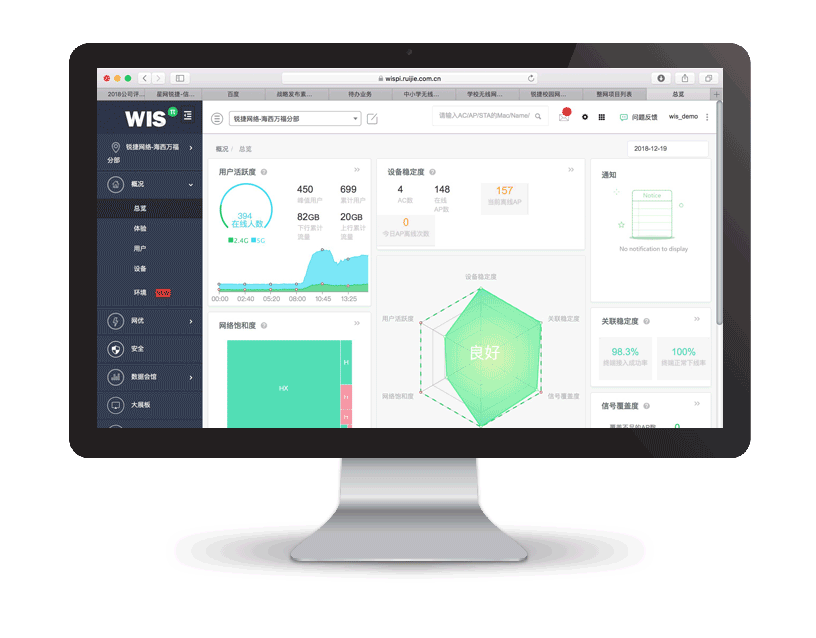 wispi.ruijie.com.cn
2018公司评...
星网锐捷-信...
百度
战略发布素...
待办业务
中小学无线...
学校无线网...
锐捷校园网...
整网项目列表
总览
WIS
锐捷网络-海西万福分部
请输入AC/AP/STA的Mac/Name/
问题反馈
wis_demo
锐捷网络-海西万福
分部
概况
总览
体验
用户
设备
环境
NEW
网优
安全
数据会馆
大屏板
概况 / 总览
2018-12-19
用户活跃度
394
在线人数
2.4G 5G
450
峰值用户
699
累计用户
82GB
下行累计
流量
20GB
上行累计
流量
00:00 02:40 05:20 08:00 10:45 13:25
设备稳定度
4
AC数
148
在线
AP数
157
当前离线AP
0
今日AP离线次数
通知
Notice
No notification to display
网络饱和度
HX
H
设备稳定度
用户活跃度
关联稳定度
良好
网络饱和度
信号覆盖度
关联稳定度
98.3%
终端接入成功率
100%
终端正常下线率
信号覆盖度
覆盖不足的AP数
0